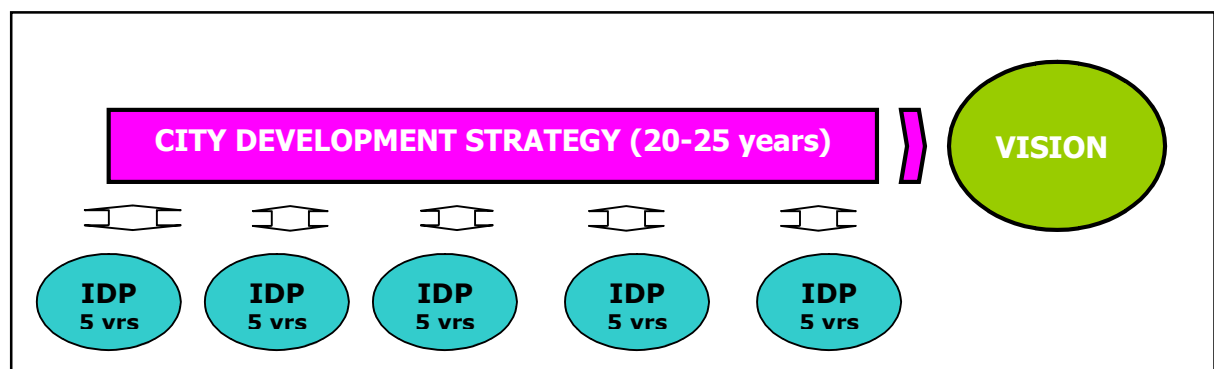 CITY DEVELOPMENT STRATEGY (20-25 years)
VISION
IDP
5 yrs
IDP
5 yrs
IDP
5 yrs
IDP
5 yrs
IDP
5 yrs